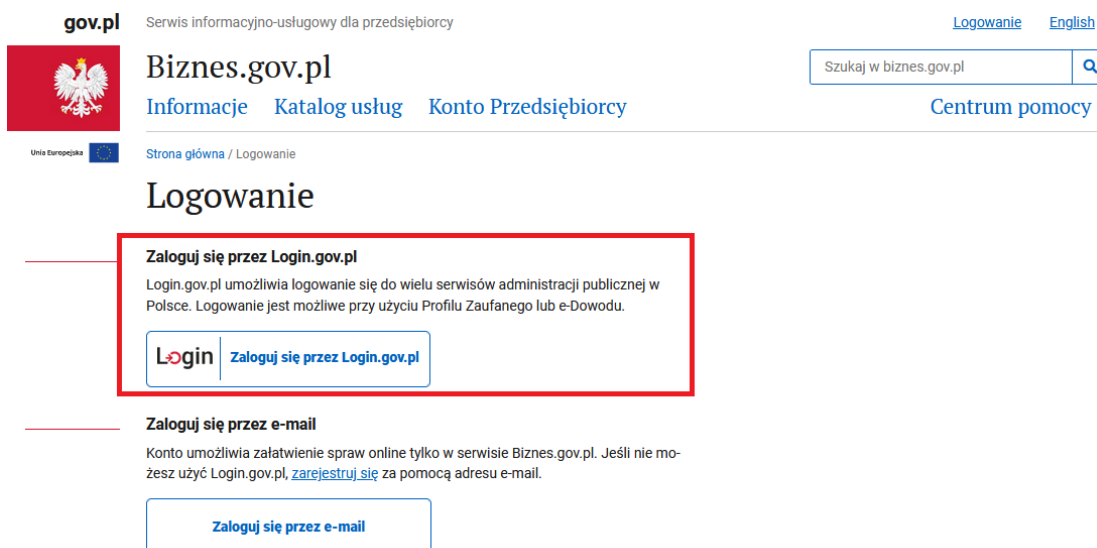 gov.pl
Serwis informacyjno-usługowy dla przedsiębiorcy
Logowanie
English
Biznes.gov.pl
Szukaj w biznes.gov.pl
Informacje
Katalog usług
Konto Przedsiębiorcy
Centrum pomocy
Unia Europejska
Strona główna / Logowanie
Logowanie
Zaloguj się przez Login.gov.pl
Login.gov.pl umożliwia logowanie się do wielu serwisów administracji publicznej w
Polsce. Logowanie jest możliwe przy użyciu Profilu Zaufanego lub e-Dowodu.
Login
Zaloguj się przez Login.gov.pl
Zaloguj się przez e-mail
Konto umożliwia załatwienie spraw online tylko w serwisie Biznes.gov.pl. Jeśli nie mo-
żesz użyć Login.gov.pl, zarejestruj się za pomocą adresu e-mail.
Zaloguj się przez e-mail